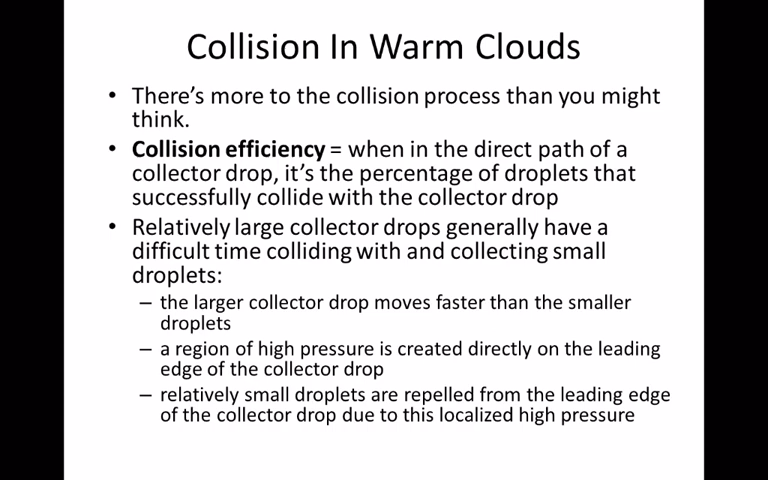 Collision In Warm Clouds
• There's more to the collision process than you might
think.
• Collision efficiency = when in the direct path of a
collector drop, it's the percentage of droplets that
successfully collide with the collector drop
• Relatively large collector drops generally have a
difficult time colliding with and collecting small
droplets:
– the larger collector drop moves faster than the smaller
droplets
– a region of high pressure is created directly on the leading
edge of the collector drop
– relatively small droplets are repelled from the leading edge
of the collector drop due to this localized high pressure